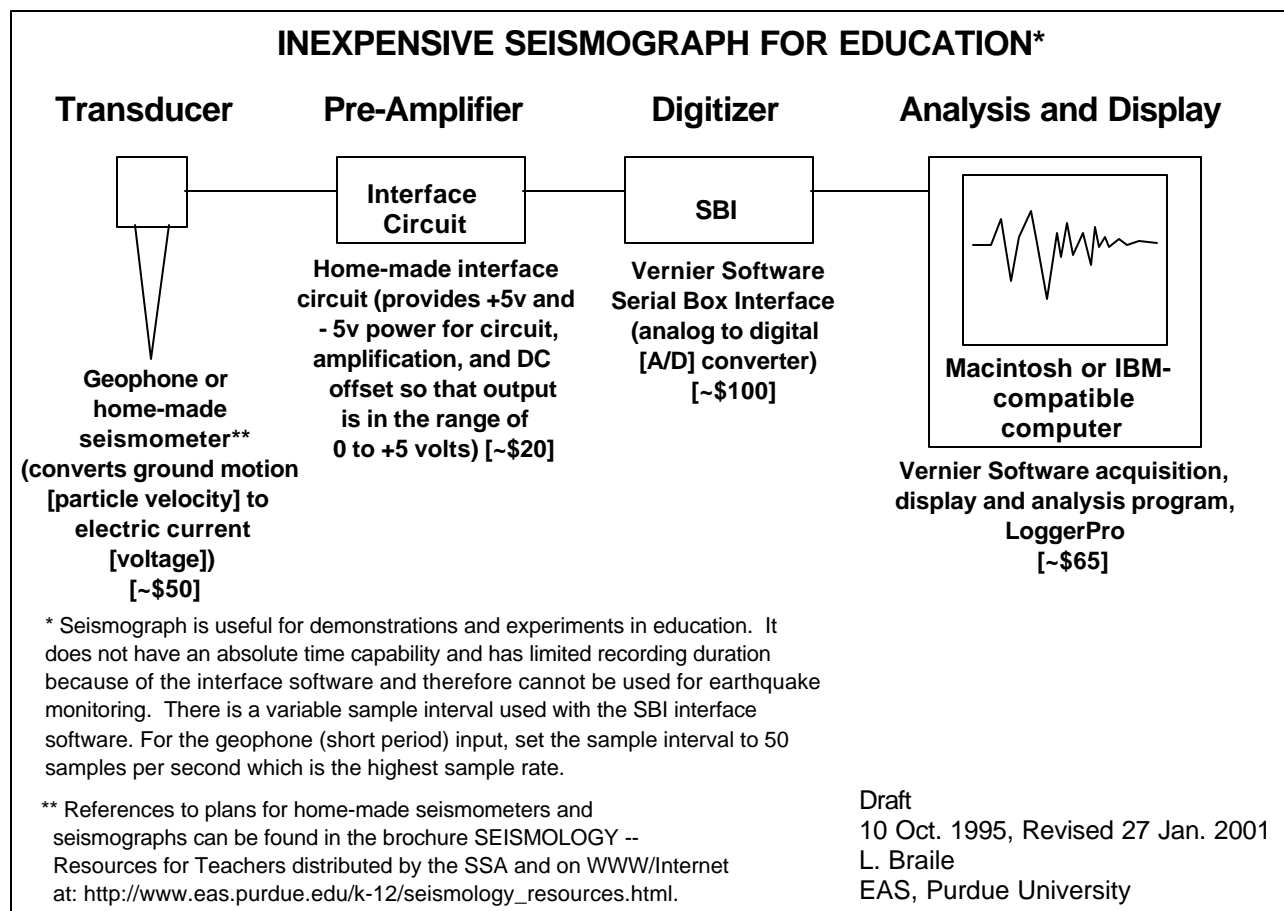 INEXPENSIVE SEISMOGRAPH FOR EDUCATION*
Transducer
Pre-Amplifier
Digitizer
Analysis and Display
Interface
Circuit
SBI
Home-made interface
circuit (provides +5v and
- 5v power for circuit,
amplification, and DC
offset so that output
is in the range of
0 to +5 volts) [~$20]
Vernier Software
Serial Box Interface
(analog to digital
[A/D] converter)
[~$100]
Macintosh or IBM-
compatible
computer
Geophone or
home-made
seismometer**
(converts ground motion
[particle velocity] to
electric current
[voltage])
[~$50]
Vernier Software acquisition,
display and analysis program,
LoggerPro
[~$65]
* Seismograph is useful for demonstrations and experiments in education. It
does not have an absolute time capability and has limited recording duration
because of the interface software and therefore cannot be used for earthquake
monitoring. There is a variable sample interval used with the SBI interface
software. For the geophone (short period) input, set the sample interval to 50
samples per second which is the highest sample rate.
** References to plans for home-made seismometers and
seismographs can be found in the brochure SEISMOLOGY --
Resources for Teachers distributed by the SSA and on WWW/Internet
at: http://www.eas.purdue.edu/k-12/seismology_resources.html.
Draft
10 Oct. 1995, Revised 27 Jan. 2001
L. Braile
EAS, Purdue University